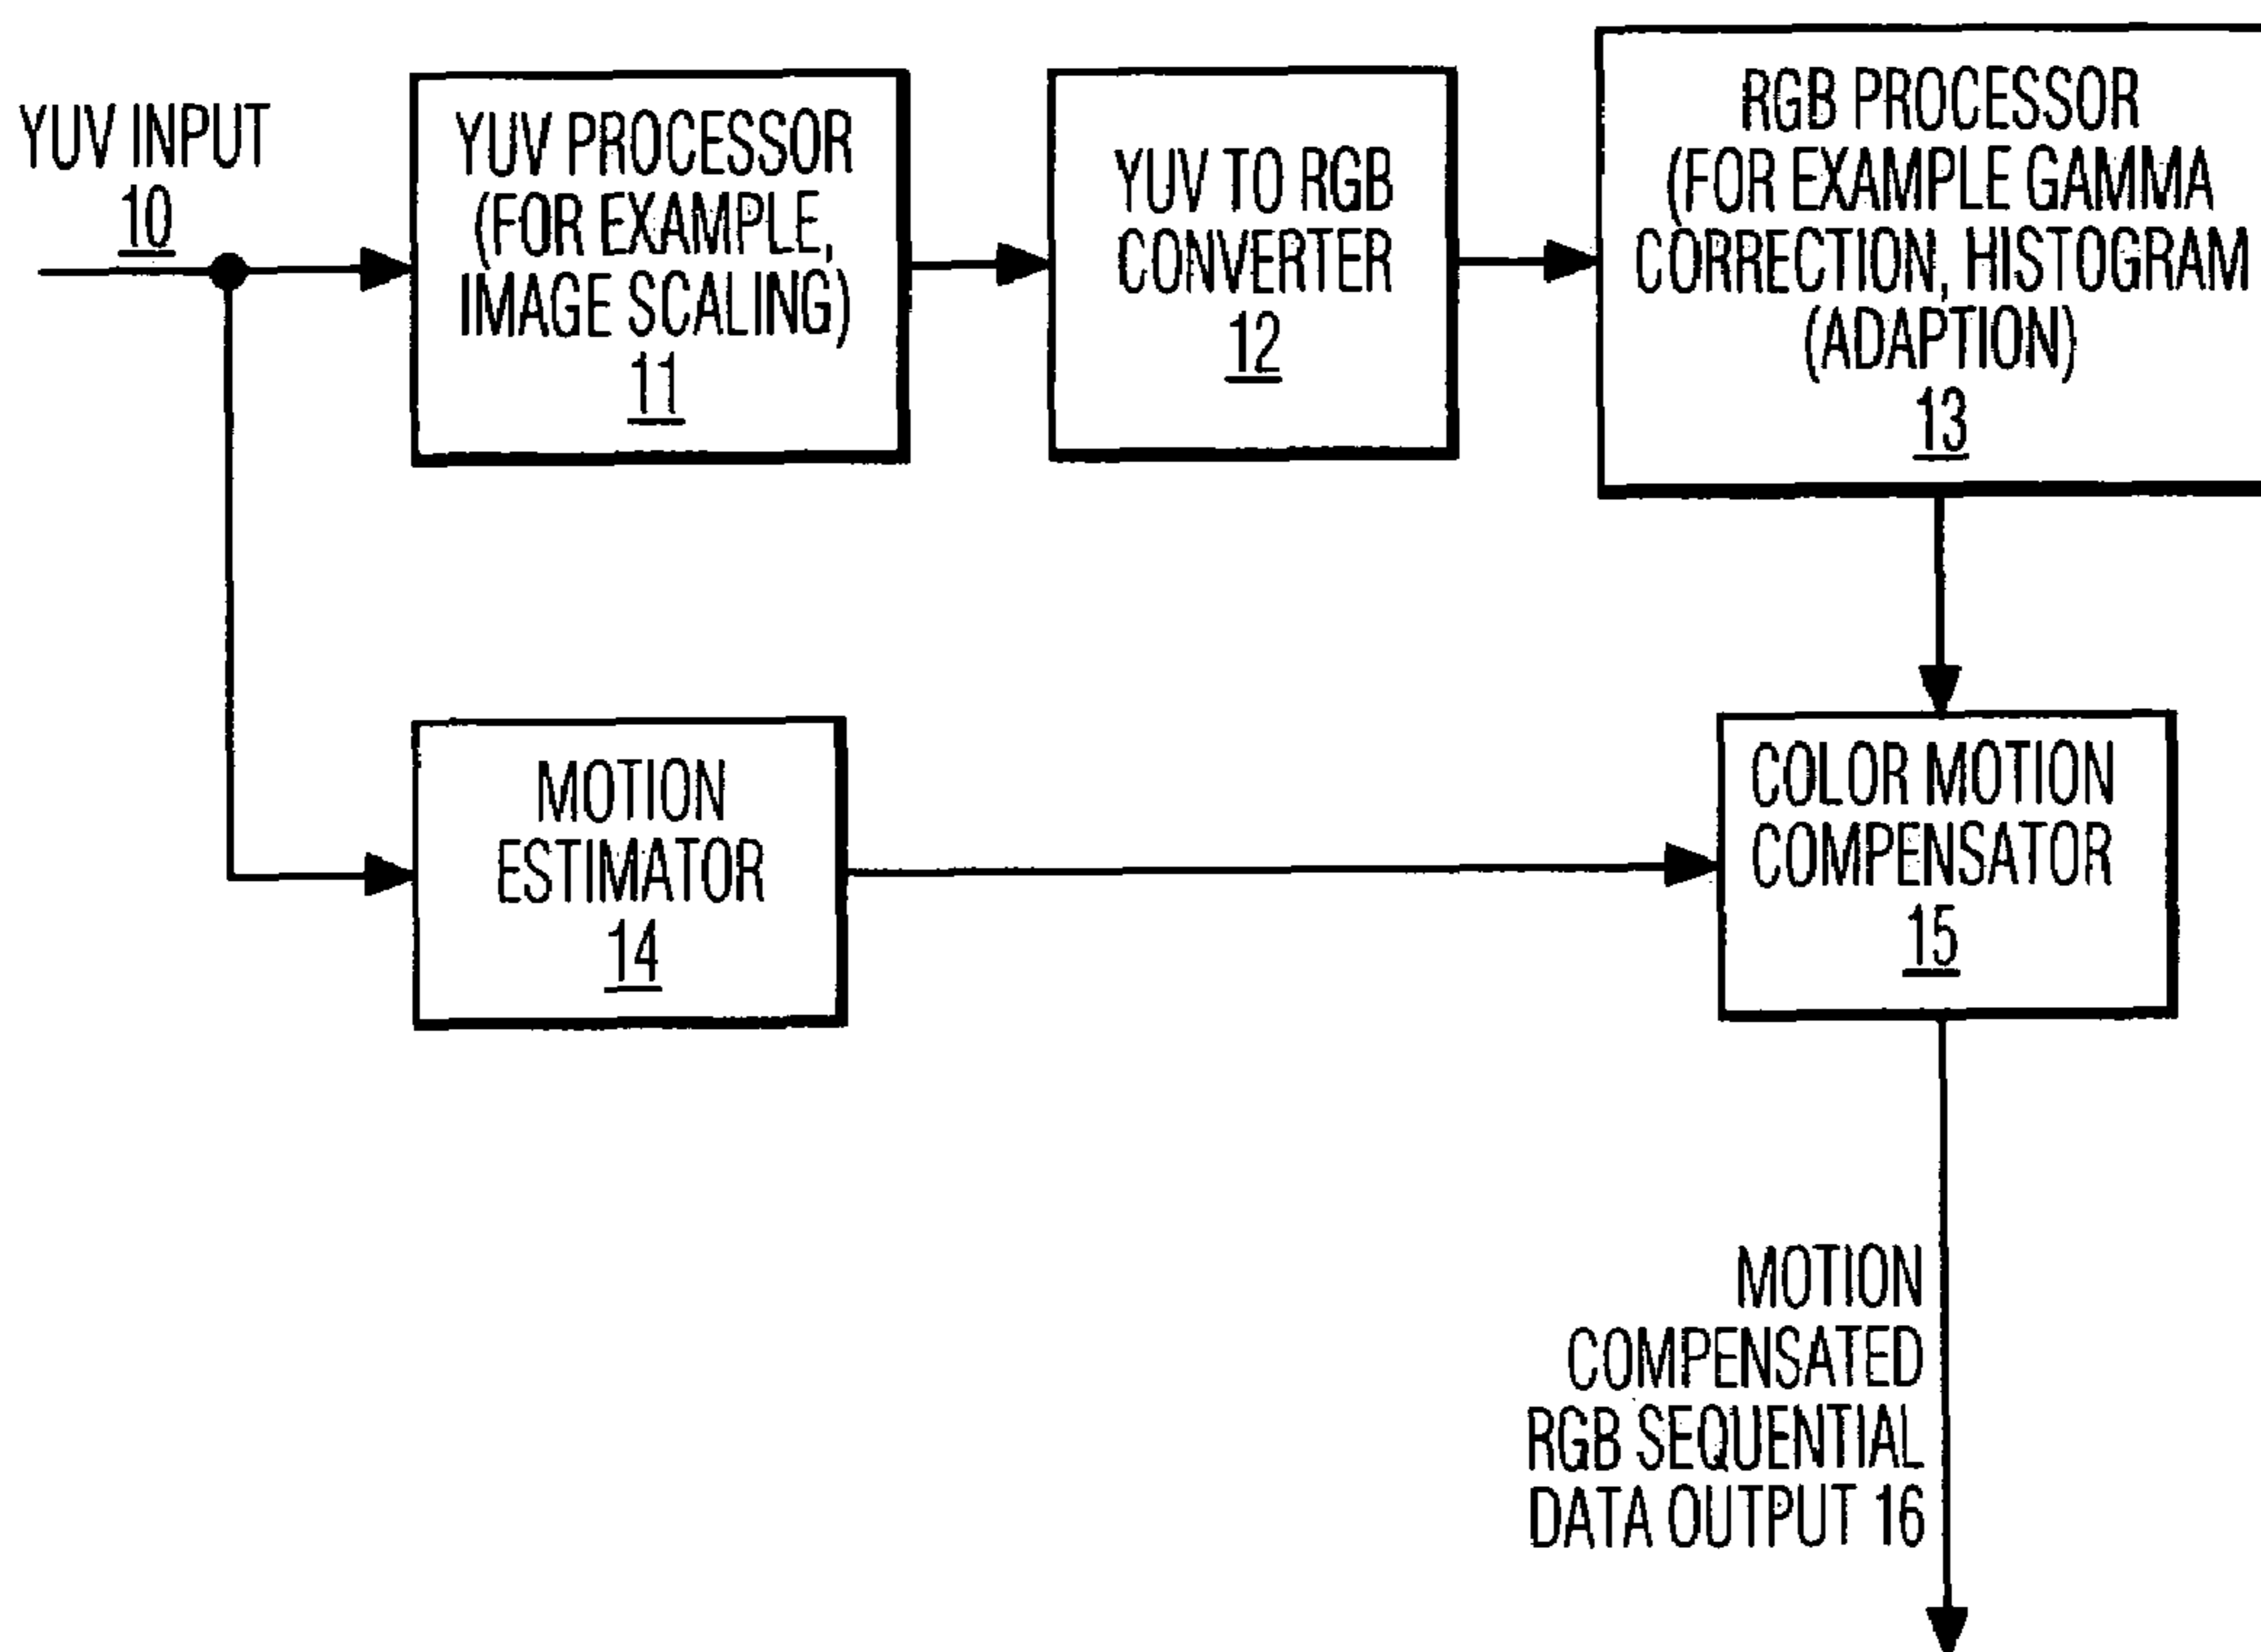 YUV INPUT
10
YUV PROCESSOR
(FOR EXAMPLE,
IMAGE SCALING)
11
YUV TO RGB
CONVERTER
12
RGB PROCESSOR
(FOR EXAMPLE GAMMA
CORRECTION, HISTOGRAM
(ADAPTION)
13
MOTION
ESTIMATOR
14
COLOR MOTION
COMPENSATOR
15
MOTION
COMPENSATED
RGB SEQUENTIAL
DATA OUTPUT 16